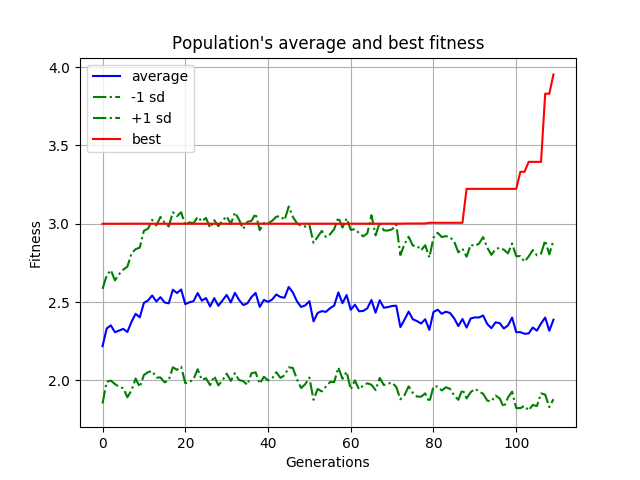 Population's average and best fitness
average
-1 sd
+1 sd
best
Fitness
4.0
3.5
3.0
2.5
2.0
0 20 40 60 80 100
Generations